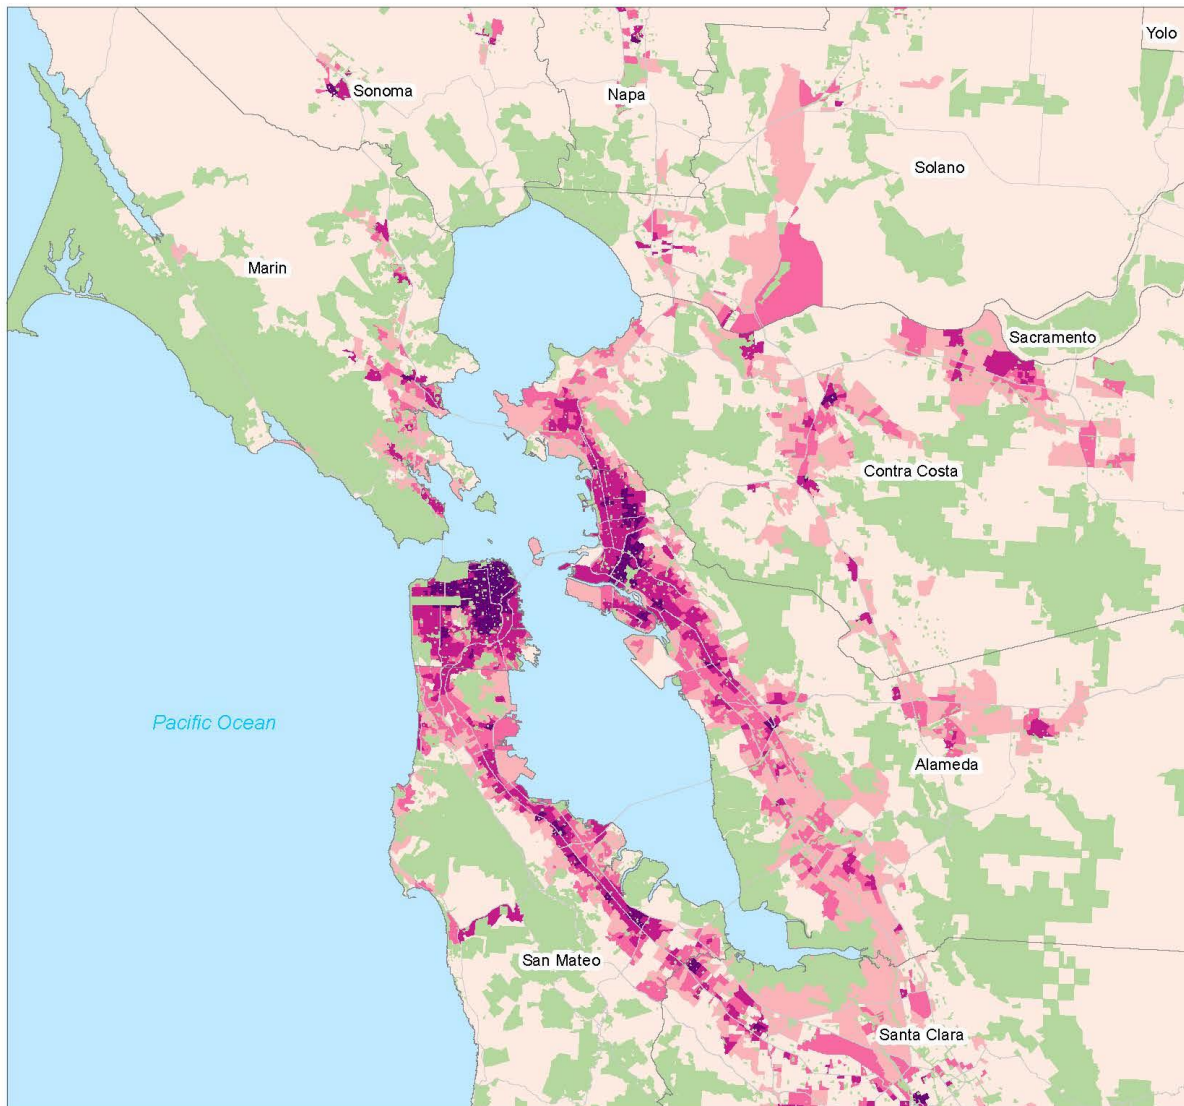 Yolo
Sonoma
Napa
Solano
Marin
Sacramento
Contra Costa
Pacific Ocean
Alameda
San Mateo
Santa Clara